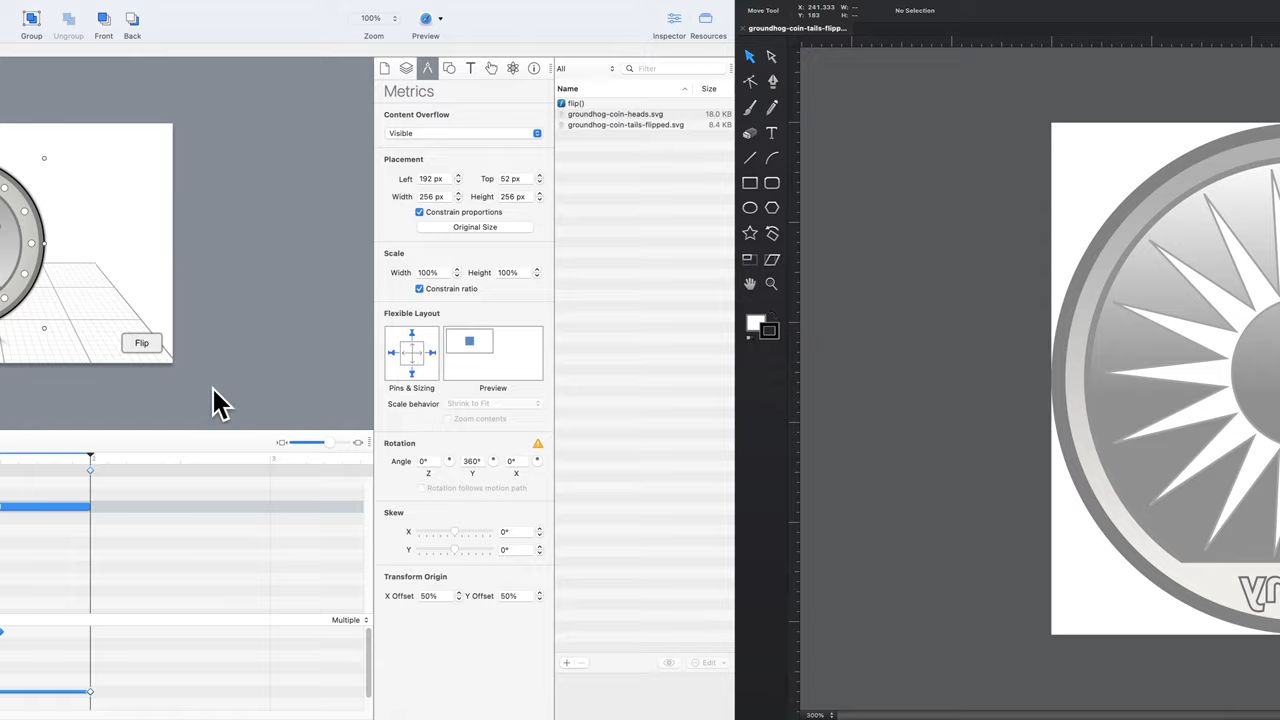 Group
Ungroup
Front
Back
100%
Zoom
Preview
Inspector
Resources
Move Tool
X: 241.333
W: --
Y: 183
H: --
No Selection
groundhog-coin-tails-flipp...
Metrics
Content Overflow
Visible
Placement
Left 192 px Top 52 px
Width 256 px Height 256 px
Constrain proportions
Original Size
Scale
Width 100% Height 100%
Constrain ratio
Flexible Layout
Pins & Sizing
Preview
Scale behavior Shrink to Fit
Zoom contents
Rotation
Angle 0° 360° 0°
Z Y X
Rotation follows motion path
Skew
X 0°
Y 0°
Transform Origin
X Offset 50% Y Offset 50%
All
Filter
Name Size
flip()
groundhog-coin-heads.svg 18.0 KB
groundhog-coin-tails-flipped.svg 8.4 KB
Edit
Flip
2
3
Multiple
300%